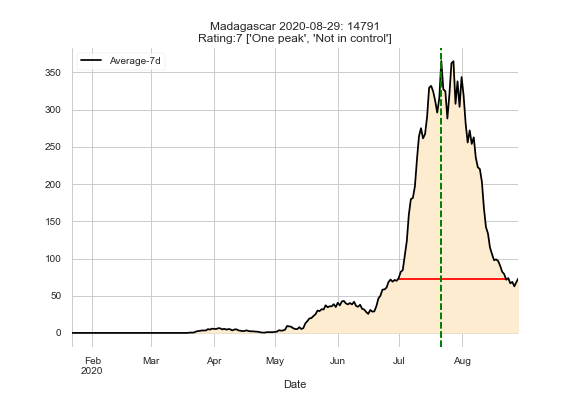 Madagascar 2020-08-29: 14791
Rating:7 ['One peak', 'Not in control']
Average-7d
350
300
250
200
150
100
50
0
Feb
2020
Mar
Apr
May
Jun
Jul
Aug
Date